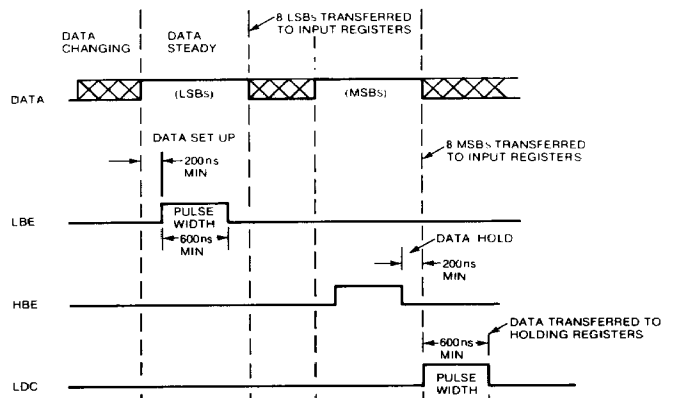 8 LSBs TRANSFERRED
TO INPUT REGISTERS
DATA
CHANGING
DATA
STEADY
DATA
(LSBs)
(MSBs)
DATA SET UP
200ns
MIN
8 MSBs TRANSFERRED
TO INPUT REGISTERS
LBE
PULSE
WIDTH
600ns
MIN
DATA HOLD
200ns
MIN
HBE
DATA TRANSFERRED TO
HOLDING REGISTERS
600ns
MIN
LDC
PULSE
WIDTH